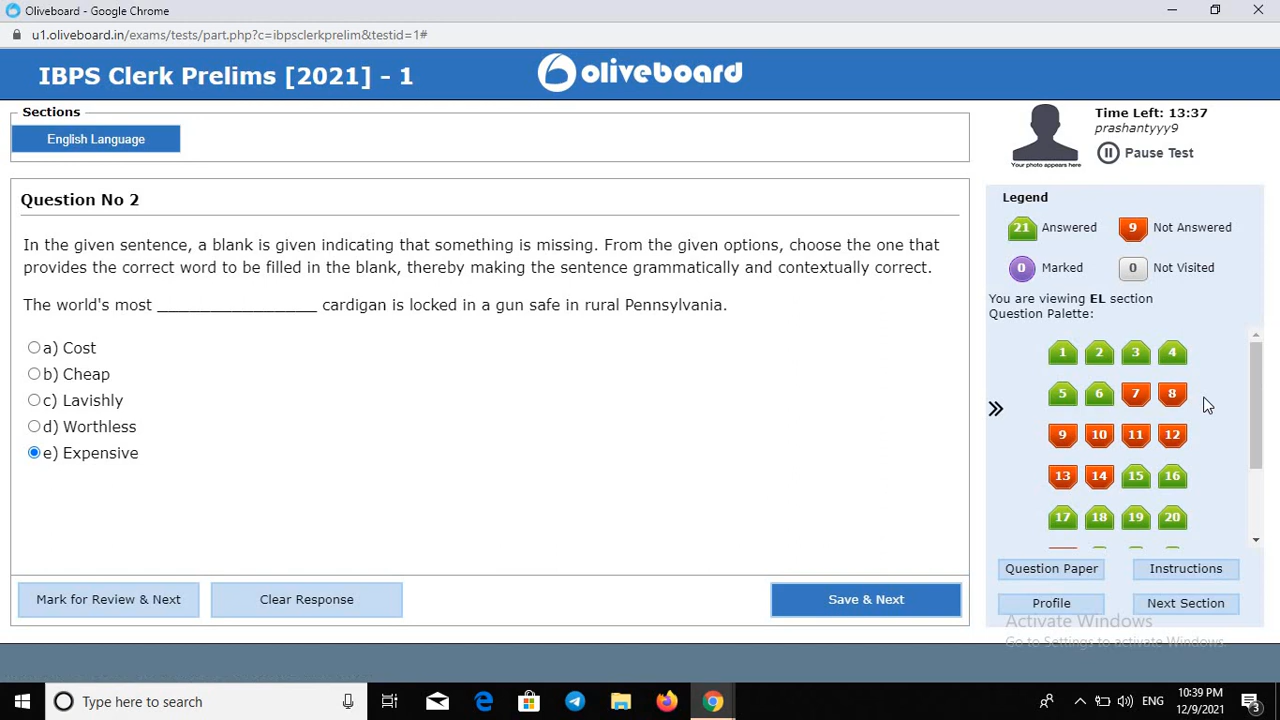 Oliveboard - Google Chrome
u1.oliveboard.in/exams/tests/part.php?c=ibpsclerkprelim&testid=1#
IBPS Clerk Prelims [2021] - 1
oliveboard
Sections
English Language
Your photo appears here
Time Left: 13:37
prashantyyy9
Pause Test
Question No 2
In the given sentence, a blank is given indicating that something is missing. From the given options, choose the one that
provides the correct word to be filled in the blank, thereby making the sentence grammatically and contextually correct.
The world's most ________________ cardigan is locked in a gun safe in rural Pennsylvania.
a) Cost
b) Cheap
c) Lavishly
d) Worthless
e) Expensive
Mark for Review & Next
Clear Response
Save & Next
Legend
21 Answered
9 Not Answered
0 Marked
0 Not Visited
You are viewing EL section
Question Palette:
1 2 3 4
5 6 7 8
9 10 11 12
13 14 15 16
17 18 19 20
Question Paper
Instructions
Profile
Next Section
Activate Windows
Go to Settings to activate Windows.
Type here to search
ENG
10:39 PM
12/9/2021
3